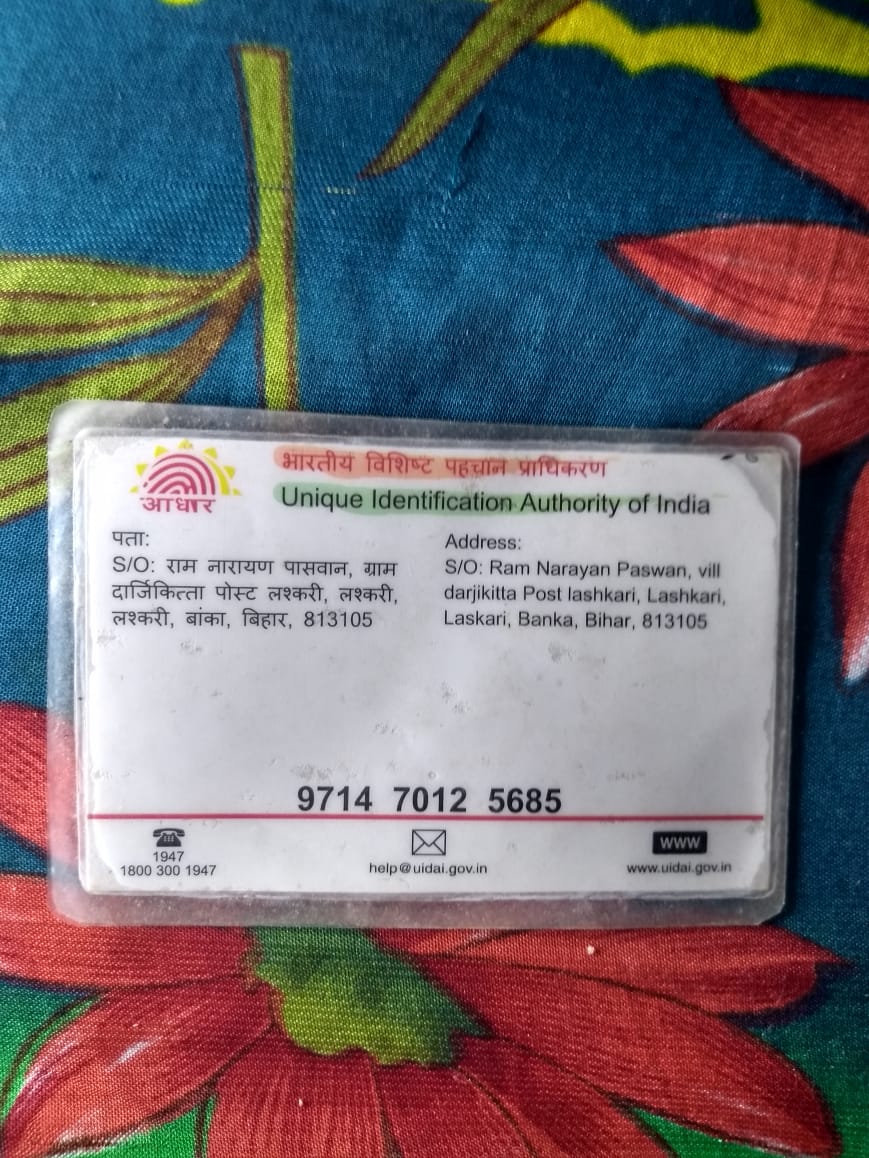 आधार
भारतीय विशिष्ट पहचान प्राधिकरण
Unique Identification Authority of India
पता:
S/O: राम नारायण पासवान, ग्राम
दार्जिकित्ता पोस्ट लश्करी, लश्करी,
लश्करी, बांका, बिहार, 813105
Address:
S/O: Ram Narayan Paswan, vill
darjikitta Post lashkari, Lashkari,
Laskari, Banka, Bihar, 813105
9714 7012 5685
1947
1800 300 1947
help@uidai.gov.in
www
www.uidai.gov.in